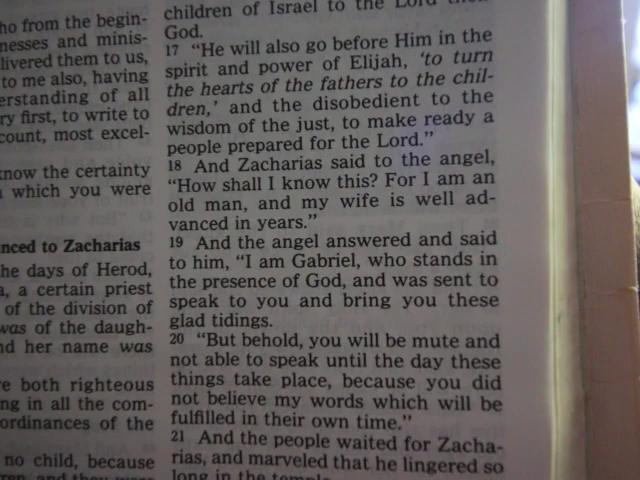 ho from the begin-
nesses and minis-
livered them to us,
to me also, having
erstanding of all
ry first, to write to
count, most excel-
know the certainty
which you were
nced to Zacharias
he days of Herod,
a, a certain priest
of the division of
was of the daugh-
nd her name was
e both righteous
ng in all the com-
ordinances of the
no child, because
children of Israel to the Lord their
God.
17 "He will also go before Him in the
spirit and power of Elijah, 'to turn
the hearts of the fathers to the chil-
dren,' and the disobedient to the
wisdom of the just, to make ready a
people prepared for the Lord."
18 And Zacharias said to the angel,
"How shall I know this? For I am an
old man, and my wife is well ad-
vanced in years."
19 And the angel answered and said
to him, "I am Gabriel, who stands in
the presence of God, and was sent to
speak to you and bring you these
glad tidings.
20 "But behold, you will be mute and
not able to speak until the day these
things take place, because you did
not believe my words which will be
fulfilled in their own time."
21 And the people waited for Zacha-
rias, and marveled that he lingered so
long in the temple